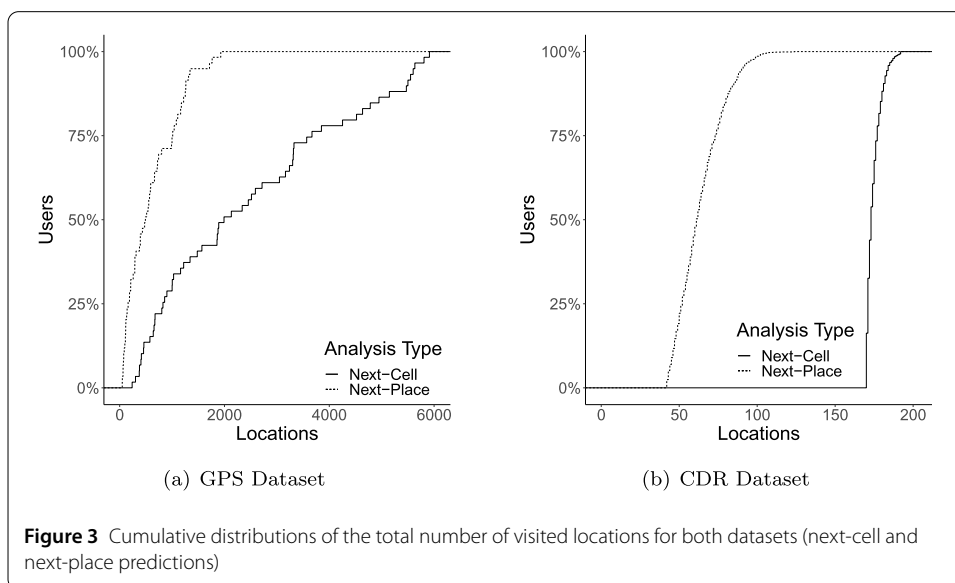 100%
75%
50%
25%
0%
Users
Analysis Type
Next−Cell
Next−Place
0 2000 4000 6000
Locations
(a) GPS Dataset
100%
75%
50%
25%
0%
Users
Analysis Type
Next−Cell
Next−Place
0 50 100 150 200
Locations
(b) CDR Dataset
Figure 3 Cumulative distributions of the total number of visited locations for both datasets (next-cell and
next-place predictions)